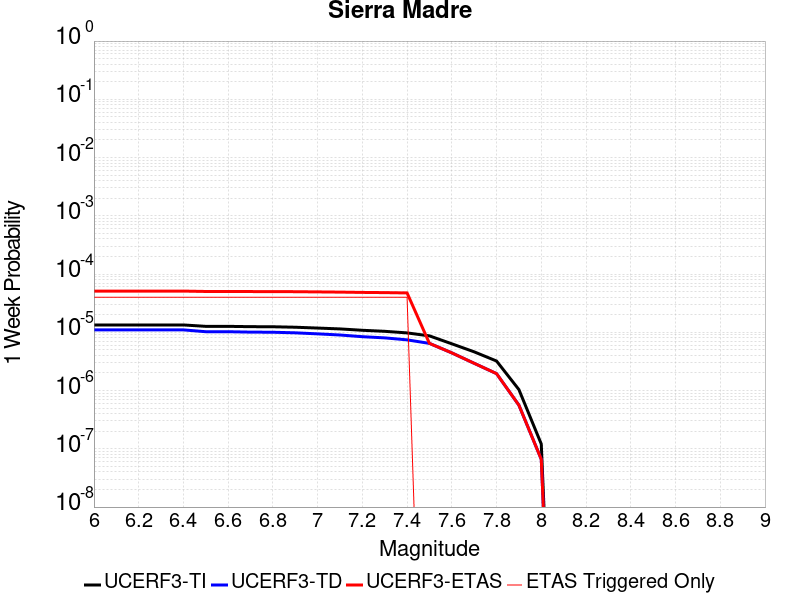 Sierra Madre
10^0
10^-1
10^-2
10^-3
10^-4
10^-5
10^-6
10^-7
10^-8
1 Week Probability
6 6.2 6.4 6.6 6.8 7 7.2 7.4 7.6 7.8 8 8.2 8.4 8.6 8.8 9
Magnitude
UCERF3-TI UCERF3-TD UCERF3-ETAS ETAS Triggered Only